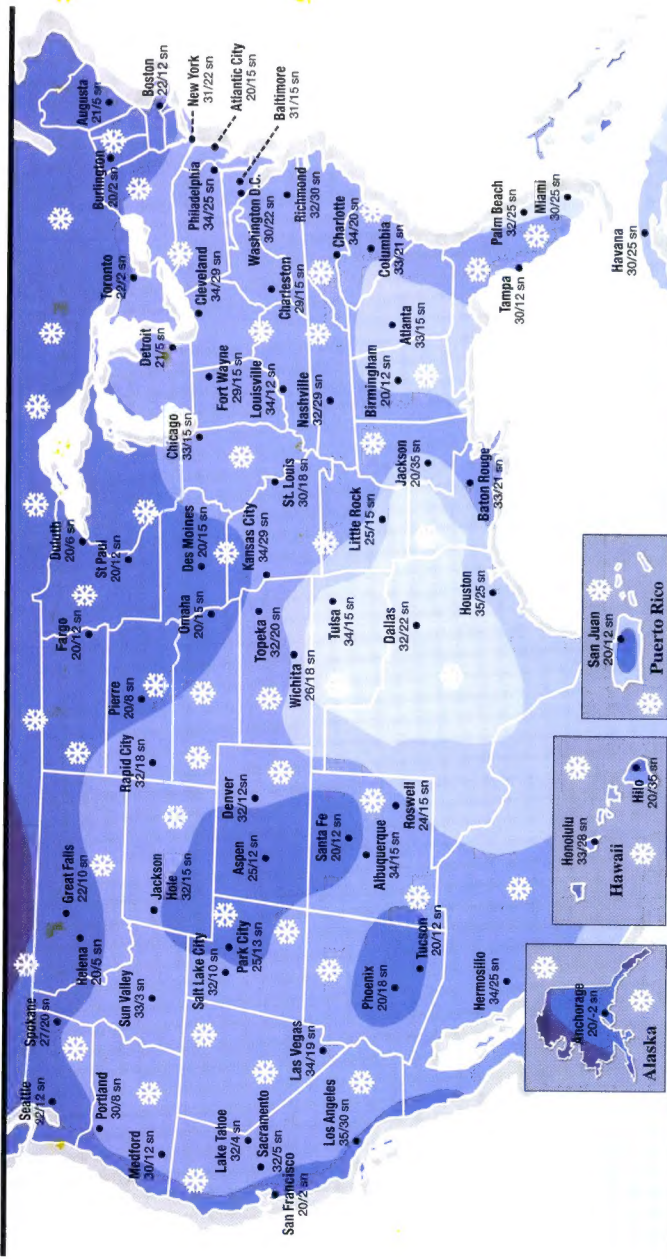 Seattle
22/12 sn
Spokane
27/20 sn
Portland
30/8 sn
Medford
30/12 sn
Helena
20/5 sn
Great Falls
22/10 sn
Sun Valley
33/3 sn
Jackson
Hole
32/15 sn
Salt Lake City
32/10 sn
Park City
25/13 sn
Lake Tahoe
32/4 sn
Sacramento
32/5 sn
San Francisco
20/2 sn
Las Vegas
34/19 sn
Los Angeles
35/30 sn
Phoenix
20/18 sn
Tucson
20/12 sn
Hermosillo
34/25 sn
Aspen
25/12 sn
Denver
32/12sn
Santa Fe
20/12 sn
Albuquerque
34/15 sn
Roswell
24/15 sn
Rapid City
32/18 sn
Pierre
20/8 sn
Fargo
20/12 sn
Duluth
20/6 sn
St Paul
20/12 sn
Omaha
20/15 sn
Des Moines
20/15 sn
Topeka
32/20 sn
Kansas City
34/29 sn
Wichita
26/18 sn
Tulsa
34/15 sn
Dallas
32/22 sn
Houston
35/25 sn
Little Rock
25/15 sn
St. Louis
30/18 sn
Chicago
33/15 sn
Jackson
20/35 sn
Baton Rouge
33/21 sn
Detroit
21/5 sn
Toronto
22/2 sn
Cleveland
34/29 sn
Fort Wayne
29/15 sn
Louisville
34/12 sn
Nashville
32/29 sn
Birmingham
20/12 sn
Atlanta
33/15 sn
Charleston
29/15 sn
Charlotte
34/20 sn
Columbia
33/21 sn
Burlington
20/2 sn
Augusta
21/5 sn
Boston
22/12 sn
New York
31/22 sn
Atlantic City
20/15 sn
Baltimore
31/15 sn
Philadelphia
34/25 sn
Washington D.C.
30/22 sn
Richmond
32/30 sn
Tampa
30/12 sn
Palm Beach
32/25 sn
Miami
30/25 sn
Havana
30/25 sn
Anchorage
20/-2 sn
Alaska
Honolulu
33/28 sn
Hilo
20/35 sn
Hawaii
San Juan
20/12 sn
Puerto Rico